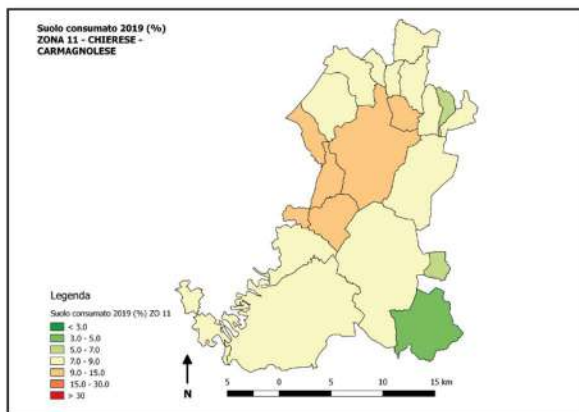 Suolo consumato 2019 (%)
ZONA 11 - CHIERESE -
CARMAGNOLESE
Legenda
Suolo consumato 2019 (%) ZO 11
< 3.0
3.0 - 5.0
5.0 - 7.0
7.0 - 9.0
9.0 - 15.0
15.0 - 30.0
> 30
N
5 0 5 10 15 km